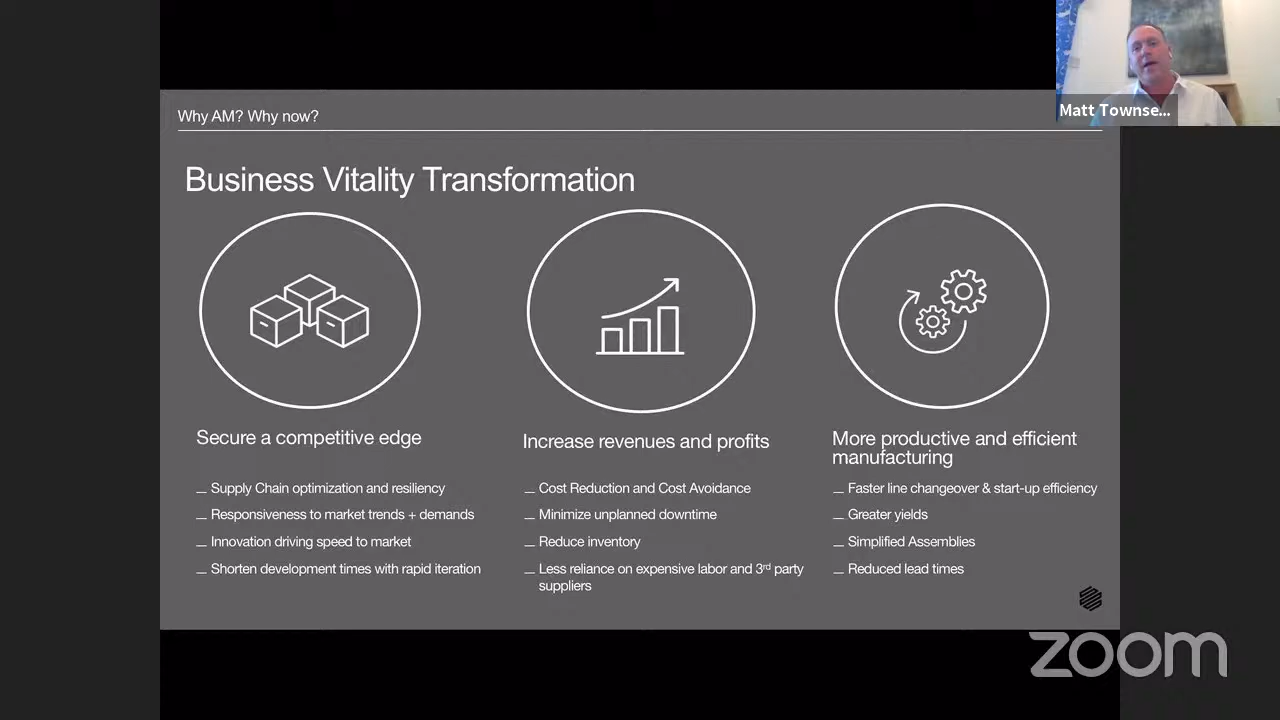 Why AM? Why now?
Matt Townse...
Business Vitality Transformation
Secure a competitive edge
_ Supply Chain optimization and resiliency
_ Responsiveness to market trends + demands
_ Innovation driving speed to market
_ Shorten development times with rapid iteration
Increase revenues and profits
_ Cost Reduction and Cost Avoidance
_ Minimize unplanned downtime
_ Reduce inventory
_ Less reliance on expensive labor and 3rd party
suppliers
More productive and efficient
manufacturing
_ Faster line changeover & start-up efficiency
_ Greater yields
_ Simplified Assemblies
_ Reduced lead times
zoom